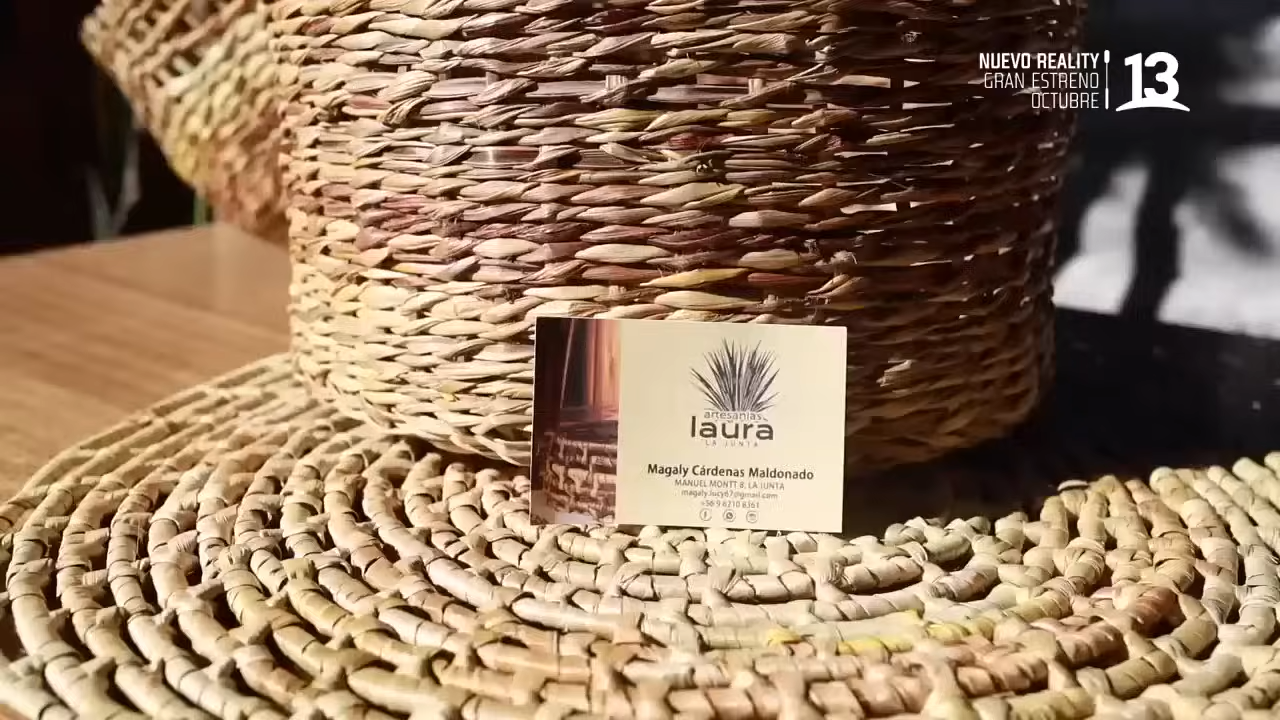 NUEVO REALITY
GRAN ESTRENO
OCTUBRE
13
artesanías
laura
LA JUNTA
Magaly Cárdenas Maldonado
MANUEL MONTT 8, LA JUNTA
magaly.lucy67@gmail.com
+56 9 6210 8361